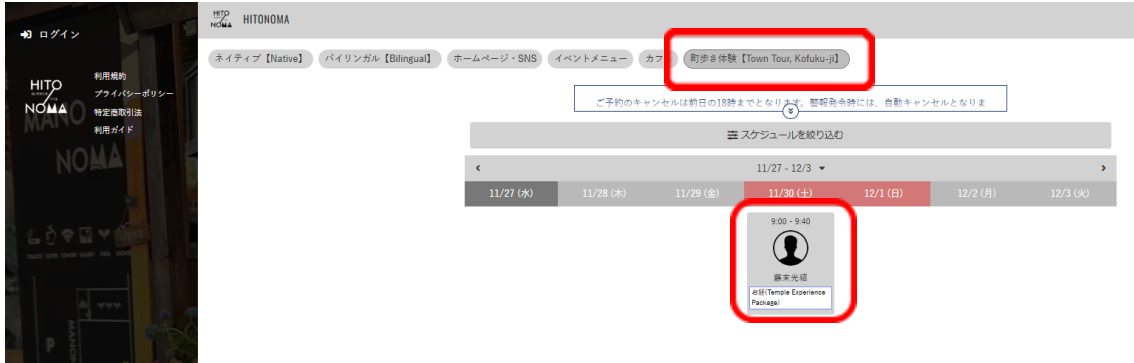 ログイン
HITO
NOMA
利用規約
プライバシーポリシー
特定商取引法
利用ガイド
HITO
NOMA
HITONOMA
ネイティブ【Native】
バイリンガル【Bilingual】
ホームページ・SNS
イベントメニュー
カフ
町歩き体験【Town Tour, Kofuku-ji】
ご予約のキャンセルは前日の18時までとなります。警報発令時には、自動キャンセルとなりま
スケジュールを絞り込む
11/27 - 12/3
11/27 (水) 11/28 (木) 11/29 (金) 11/30 (土) 12/1 (日) 12/2 (月) 12/3 (火)
9:00 - 9:40
藤末光紹
お経(Temple Experience
Package)